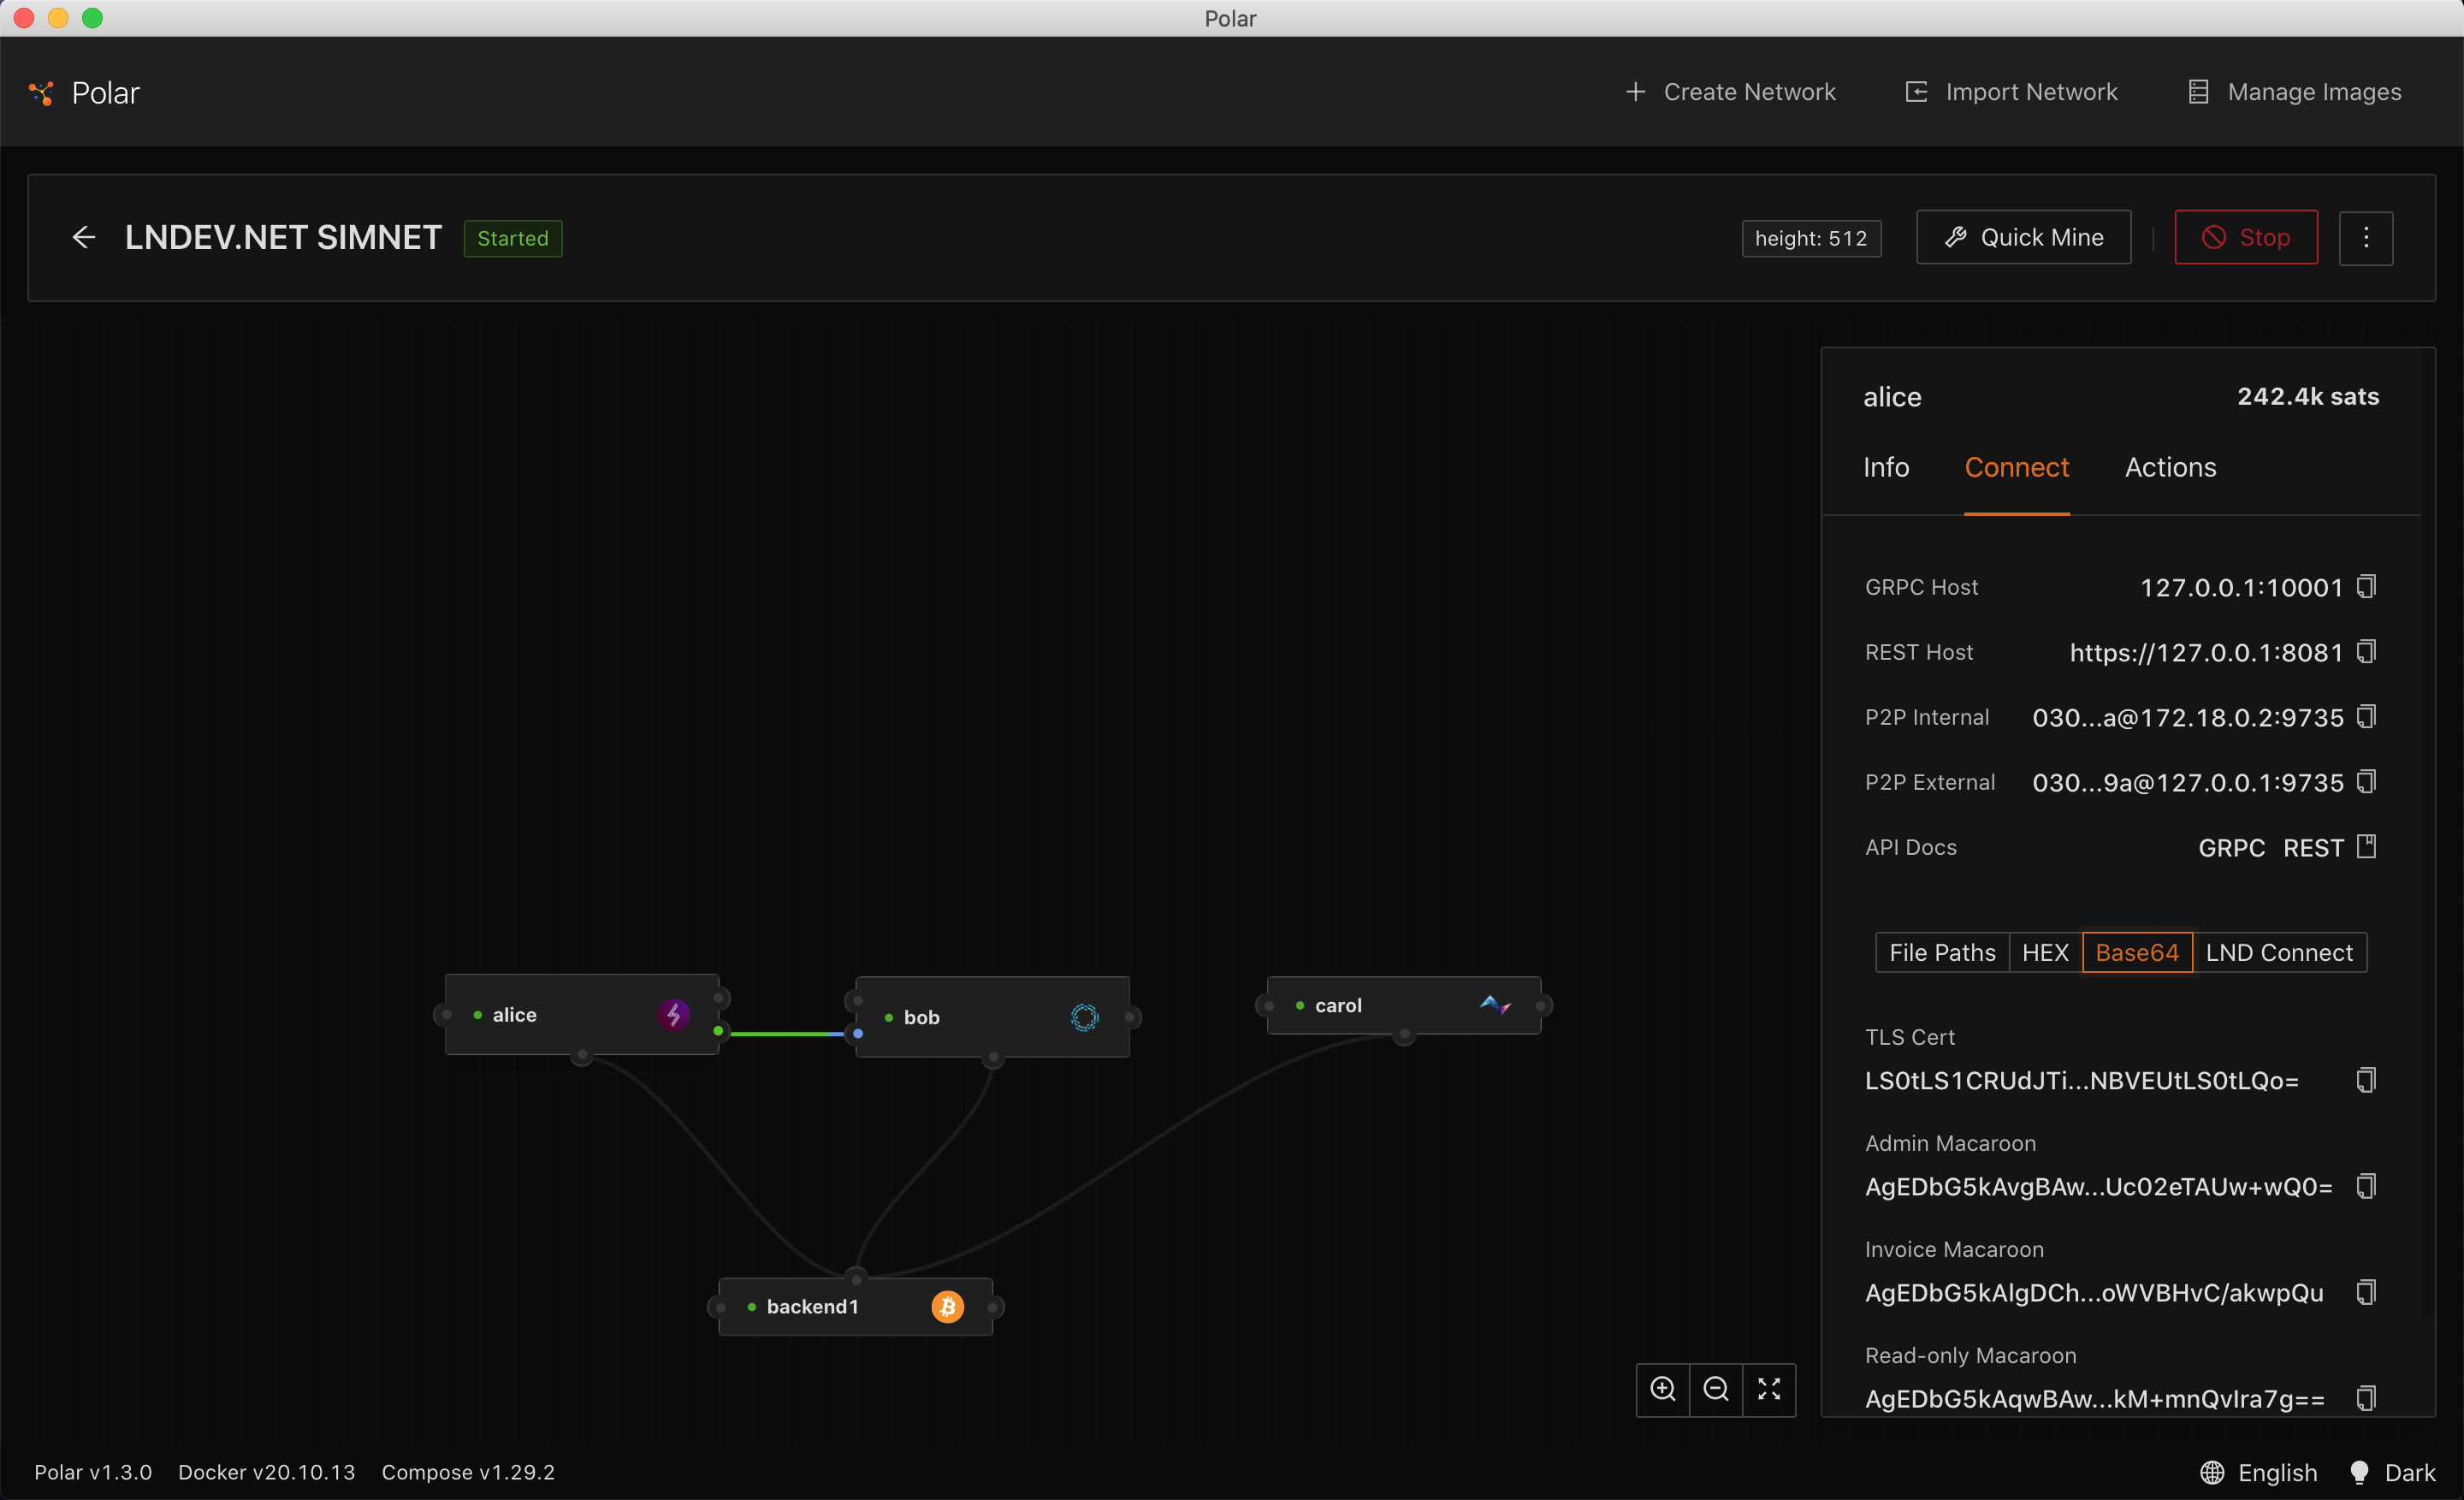 Polar
Polar
Create Network
Import Network
Manage Images
LNDEV.NET SIMNET
Started
height: 512
Quick Mine
Stop
alice
242.4k sats
Info
Connect
Actions
GRPC Host
127.0.0.1:10001
REST Host
https://127.0.0.1:8081
P2P Internal
030...a@172.18.0.2:9735
P2P External
030...9a@127.0.0.1:9735
API Docs
GRPC REST
File Paths
HEX
Base64
LND Connect
TLS Cert
LS0tLS1CRUdJTi...NBVEUtLS0tLQo=
Admin Macaroon
AgEDbG5kAvgBAw...Uc02eTAUw+wQ0=
Invoice Macaroon
AgEDbG5kAlgDCh...oWVBHvC/akwpQu
Read-only Macaroon
AgEDbG5kAqwBAw...kM+mnQvIra7g==
alice
bob
carol
backend1
Polar v1.3.0
Docker v20.10.13
Compose v1.29.2
English
Dark